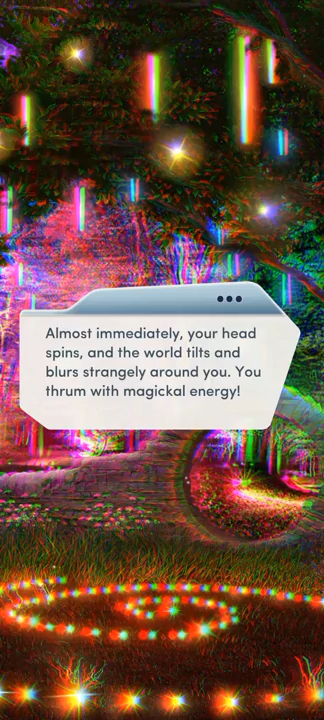 Almost immediately, your head
spins, and the world tilts and
blurs strangely around you. You
thrum with magickal energy!